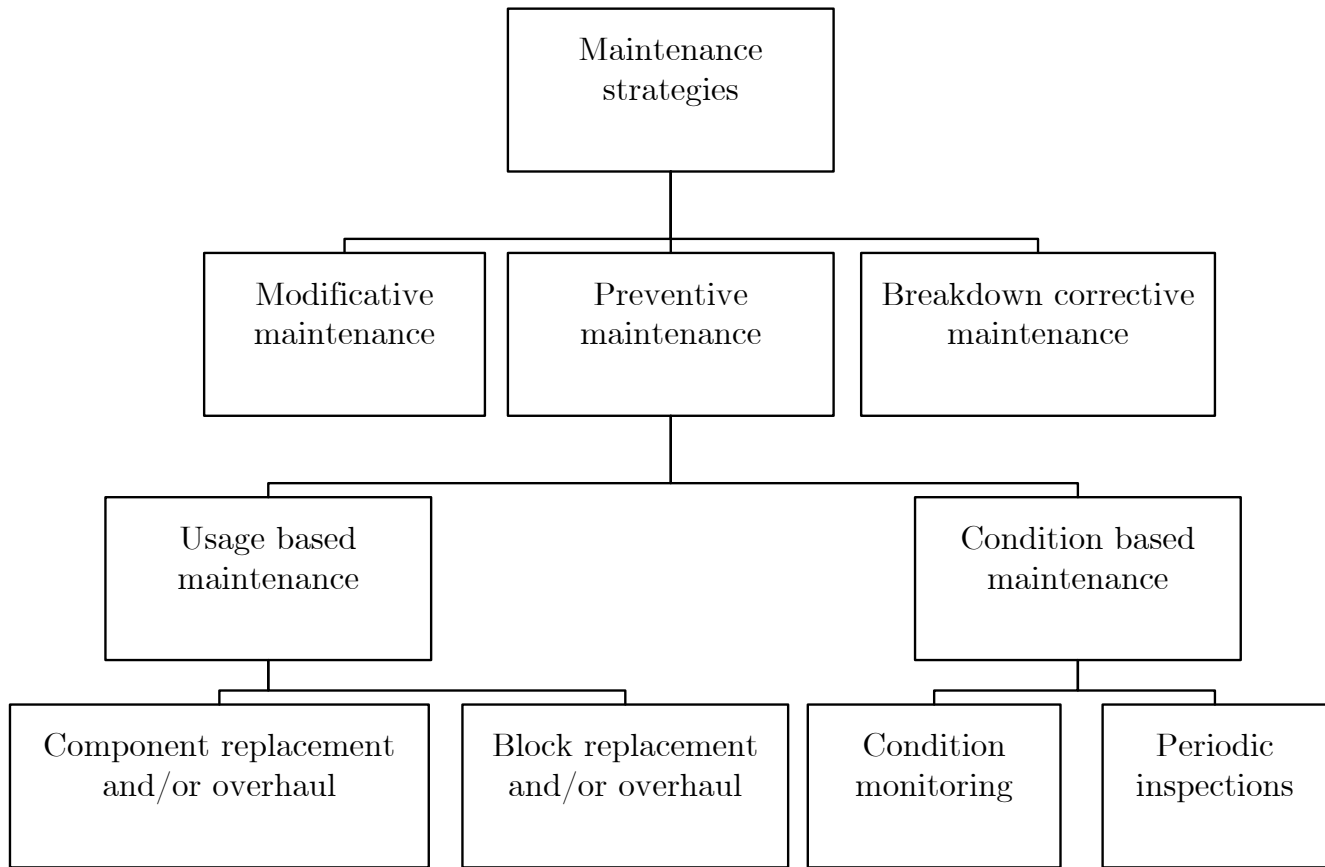 Maintenance
strategies
Modificative
maintenance
Preventive
maintenance
Breakdown corrective
maintenance
Usage based
maintenance
Condition based
maintenance
Component replacement
and/or overhaul
Block replacement
and/or overhaul
Condition
monitoring
Periodic
inspections